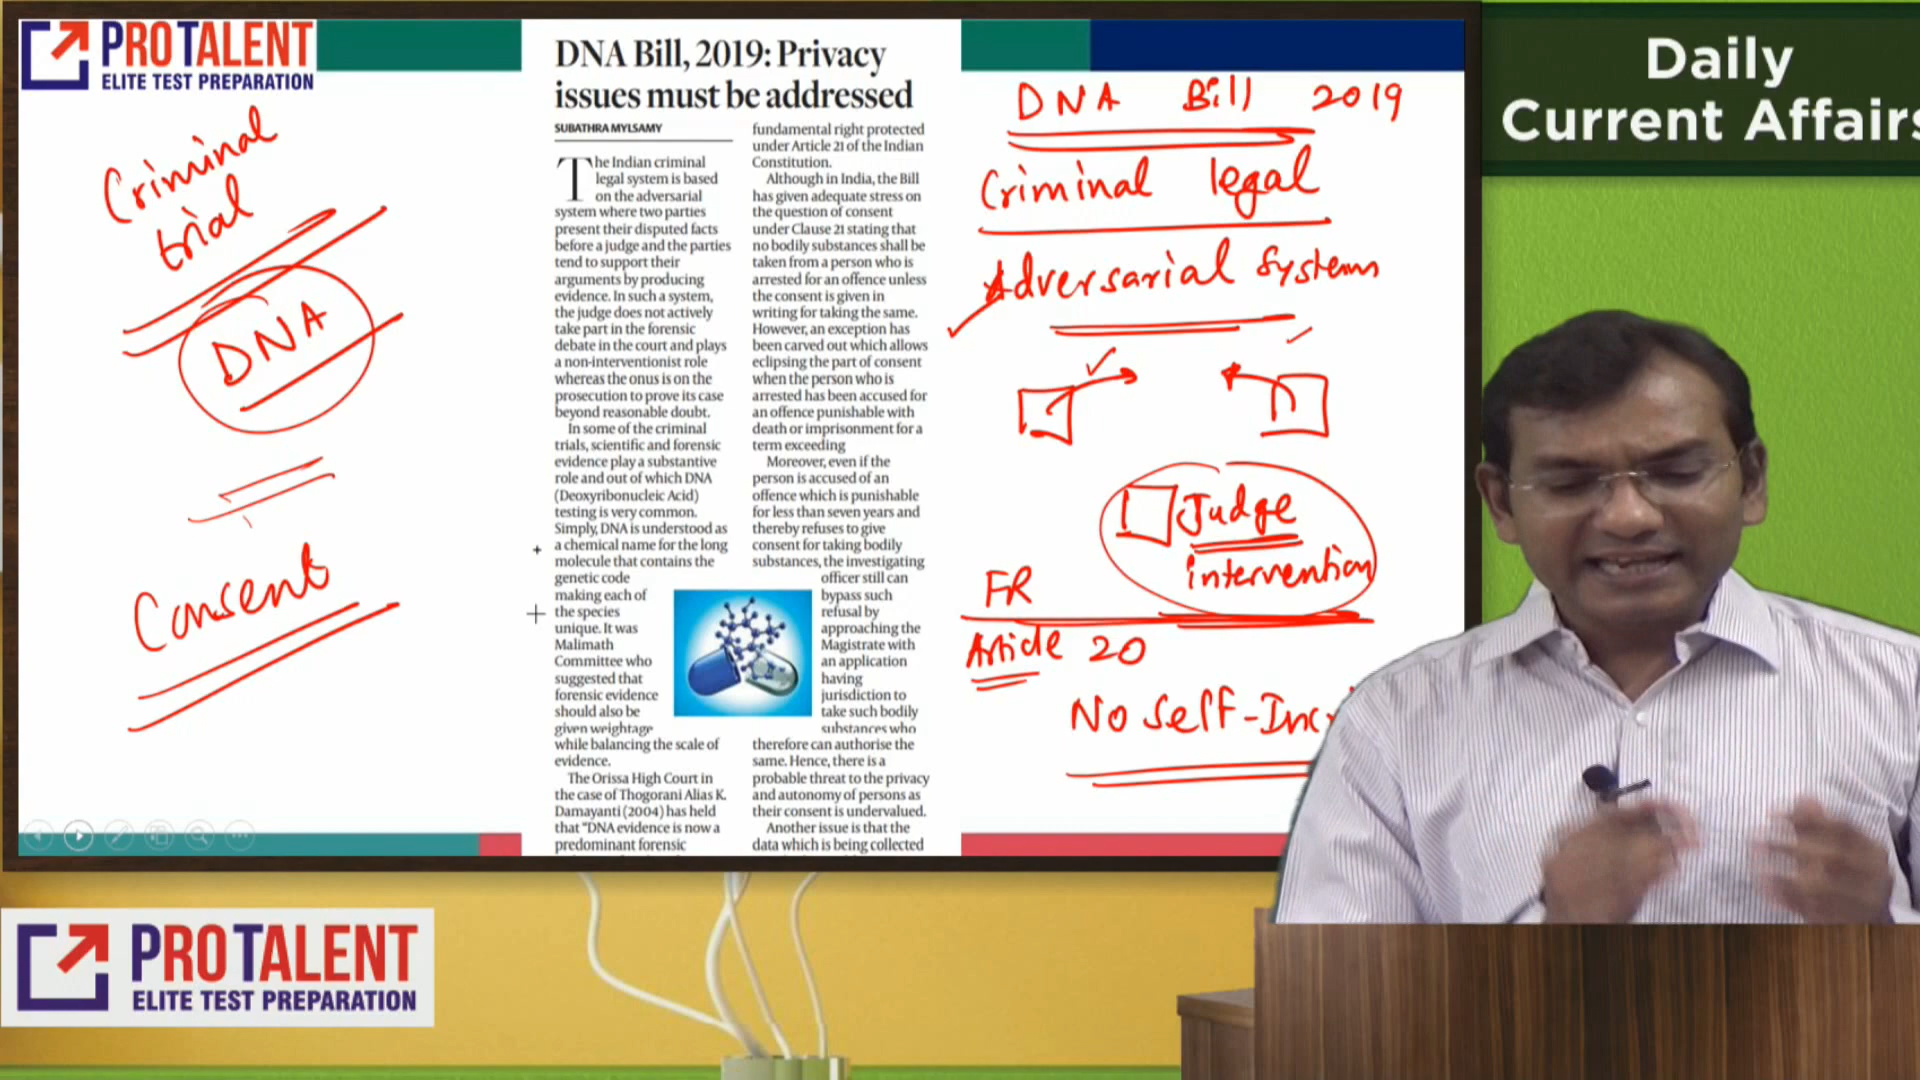 PROTALENT
ELITE TEST PREPARATION
Criminal
trial
DNA
Consent
DNA Bill, 2019: Privacy
issues must be addressed
SUBATHRA MYLSAMY
The Indian criminal
legal system is based
on the adversarial
system where two parties
present their disputed facts
before a judge and the parties
tend to support their
arguments by producing
evidence. In such a system,
the judge does not actively
take part in the forensic
debate in the court and plays
a non-interventionist role
whereas the onus is on the
prosecution to prove its case
beyond reasonable doubt.
In some of the criminal
trials, scientific and forensic
evidence play a substantive
role and out of which DNA
(Deoxyribonucleic Acid)
testing is very common.
Simply, DNA is understood as
a chemical name for the long
molecule that contains the
genetic code
making each of
the species
unique. It was
Malimath
Committee who
suggested that
forensic evidence
should also be
given weightage
while balancing the scale of
evidence.
The Orissa High Court in
the case of Thogorani Alias K.
Damayanti (2004) has held
that "DNA evidence is now a
predominant forensic
fundamental right protected
under Article 21 of the Indian
Constitution.
Although in India, the Bill
has given adequate stress on
the question of consent
under Clause 21 stating that
no bodily substances shall be
taken from a person who is
arrested for an offence unless
the consent is given in
writing for taking the same.
However, an exception has
been carved out which allows
eclipsing the part of consent
when the person who is
arrested has been accused for
an offence punishable with
death or imprisonment for a
term exceeding
Moreover, even if the
person is accused of an
offence which is punishable
for less than seven years and
thereby refuses to give
consent for taking bodily
substances, the investigating
officer still can
bypass such
refusal by
approaching the
Magistrate with
an application
having
jurisdiction to
take such bodily
substances who
therefore can authorise the
same. Hence, there is a
probable threat to the privacy
and autonomy of persons as
their consent is undervalued.
Another issue is that the
data which is being collected
DNA Bill 2019
Criminal legal
Adversarial Systems
Judge
intervention
FR
Article 20
No Self-Inc
Daily
Current Affairs
PROTALENT
ELITE TEST PREPARATION